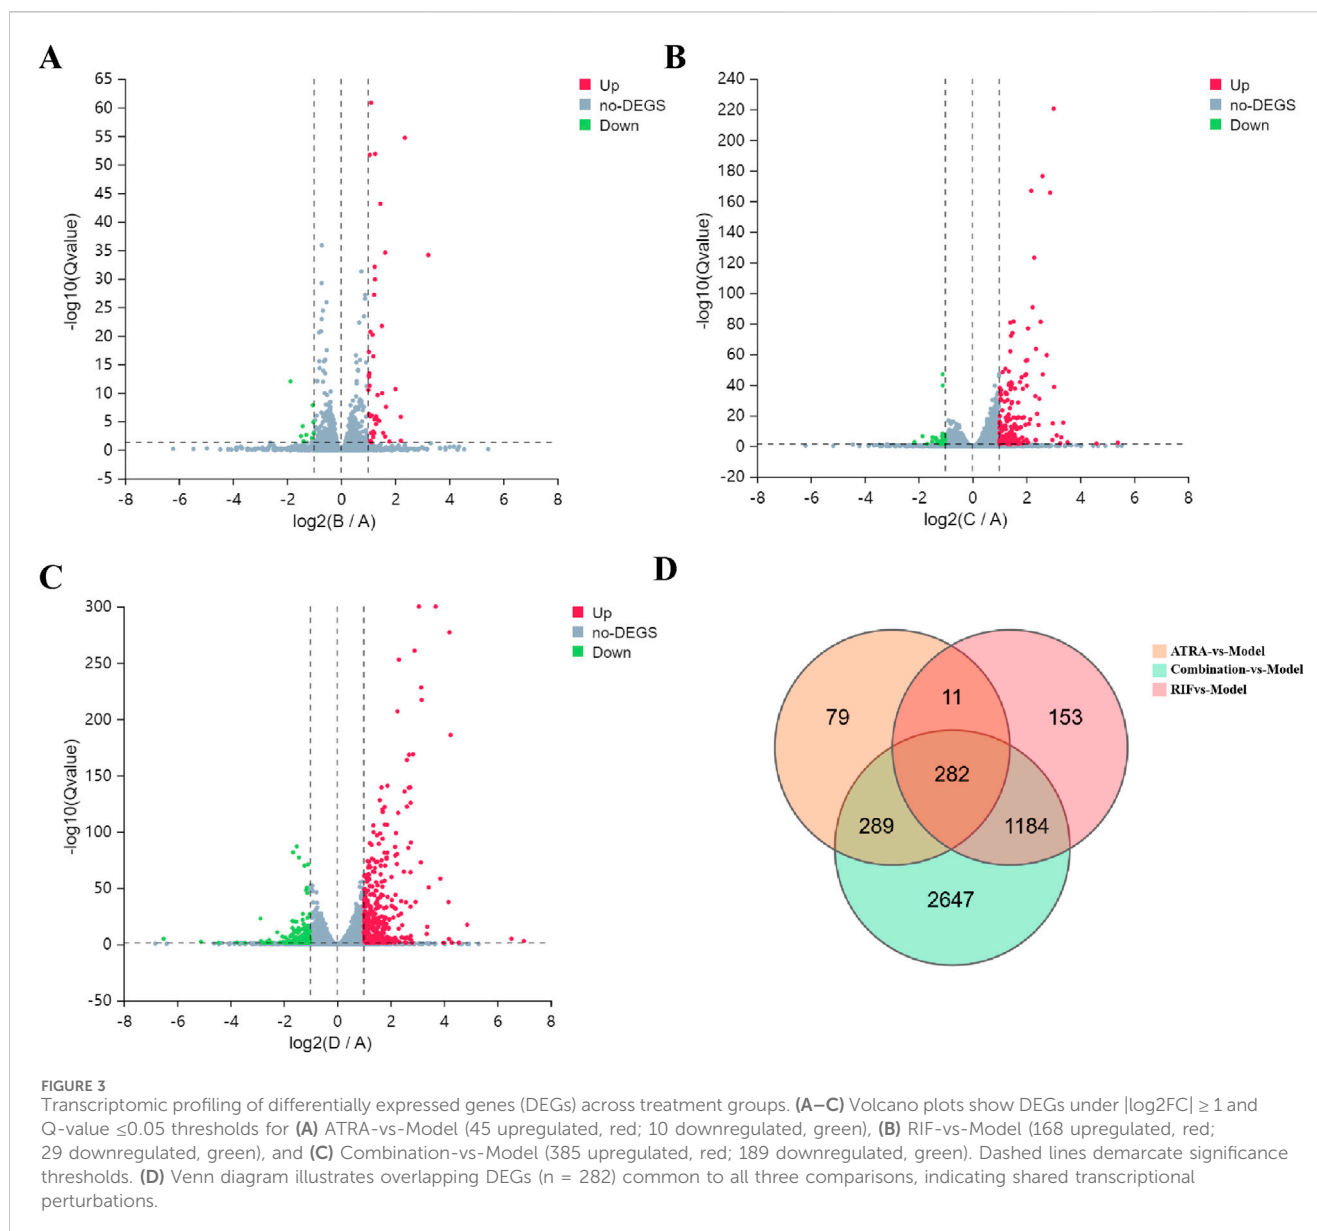 A
65
60
55
50
45
40
35
30
25
20
15
10
5
0
-5
-log10(Qvalue)
-8 -6 -4 -2 0 2 4 6 8
log2(B / A)
Up
no-DEGS
Down
B
240
220
200
180
160
140
120
100
80
60
40
20
0
-20
-log10(Qvalue)
-8 -6 -4 -2 0 2 4 6 8
log2(C / A)
Up
no-DEGS
Down
C
300
250
200
150
100
50
0
-50
-log10(Qvalue)
-8 -6 -4 -2 0 2 4 6 8
log2(D / A)
Up
no-DEGS
Down
D
79
11
153
282
289
1184
2647
ATRA-vs-Model
Combination-vs-Model
RIFvs-Model
FIGURE 3
Transcriptomic profiling of differentially expressed genes (DEGs) across treatment groups. (A–C) Volcano plots show DEGs under |log2FC| ≥ 1 and
Q-value ≤0.05 thresholds for (A) ATRA-vs-Model (45 upregulated, red; 10 downregulated, green), (B) RIF-vs-Model (168 upregulated, red;
29 downregulated, green), and (C) Combination-vs-Model (385 upregulated, red; 189 downregulated, green). Dashed lines demarcate significance
thresholds. (D) Venn diagram illustrates overlapping DEGs (n = 282) common to all three comparisons, indicating shared transcriptional
perturbations.